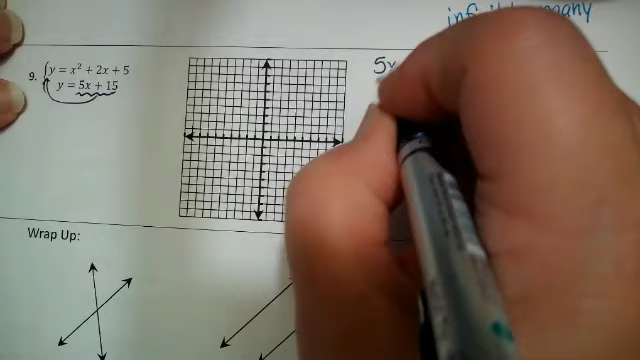 infinitely many
9. { y = x² + 2x + 5
y = 5x + 15
5x
Wrap Up: